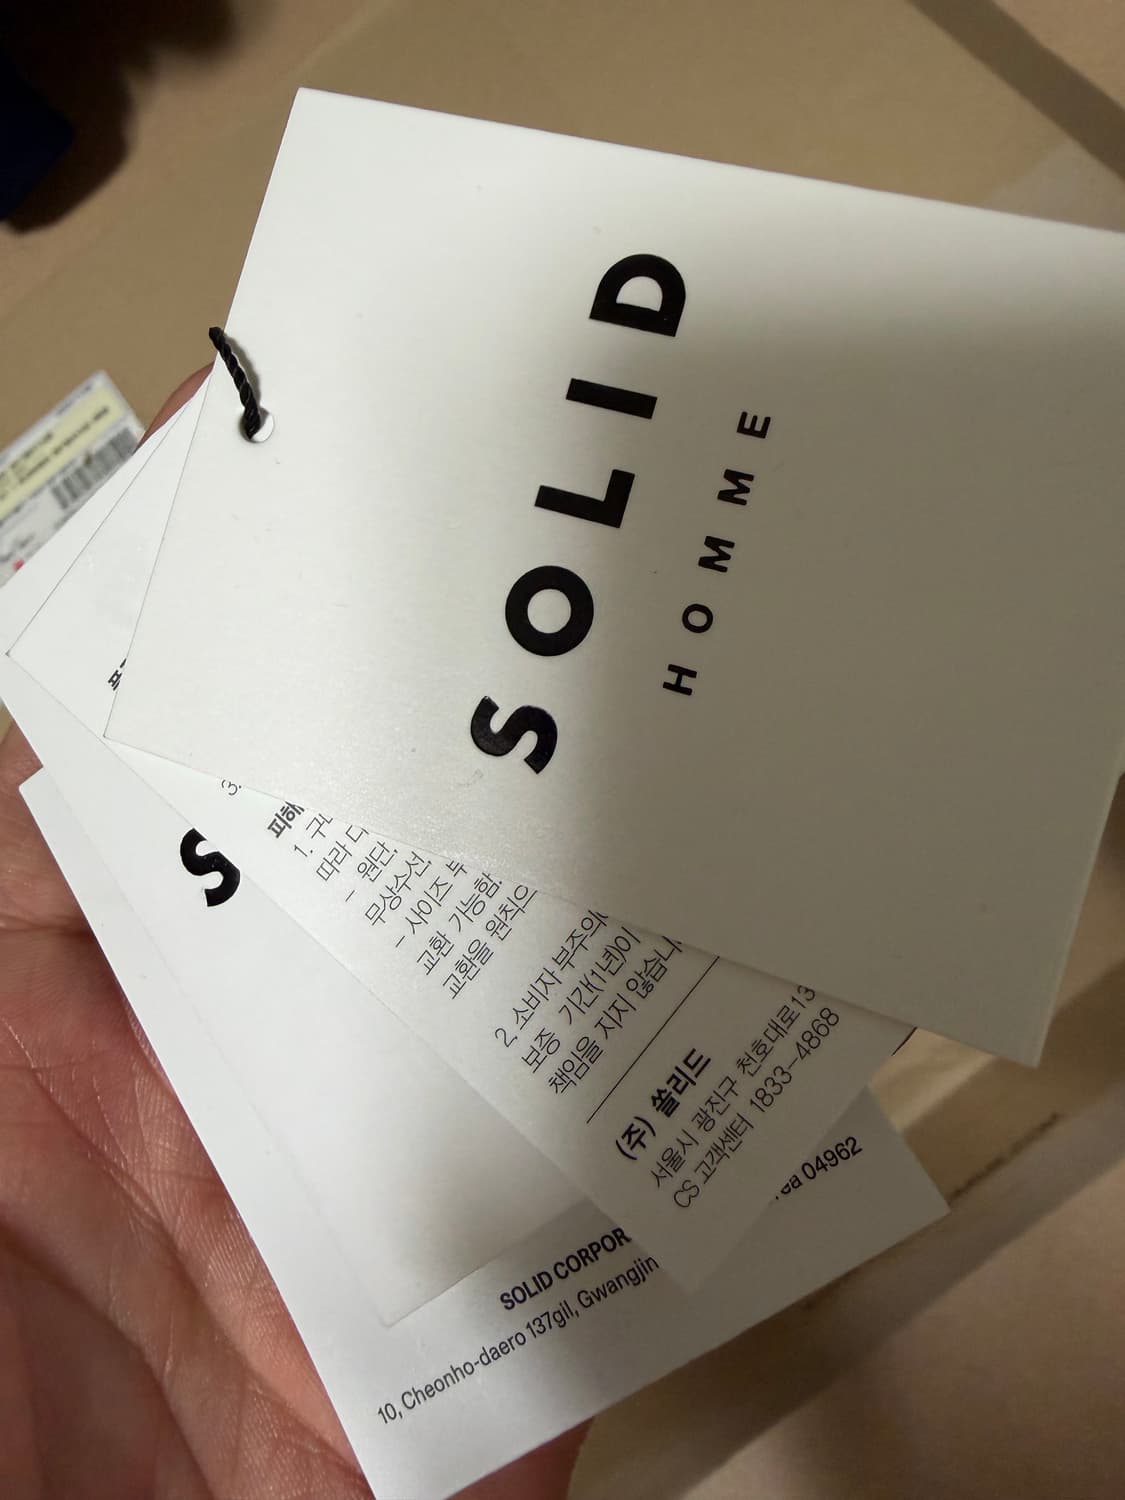 SOLID
HOMME
S
3.
피해
1. 구
따라
– 원단,
무상수선,
– 사이즈
교환 가능함.
교환을 원칙으
2. 소비자 부주의
보증 기간(1년)이
책임을 지지 않습니
(주) 쏠리드
서울시 광진구 천호대로13
CS 고객센터 1833-4868
SOLID CORPOR
10, Cheonho-daero 137gil, Gwangjin
ea 04962